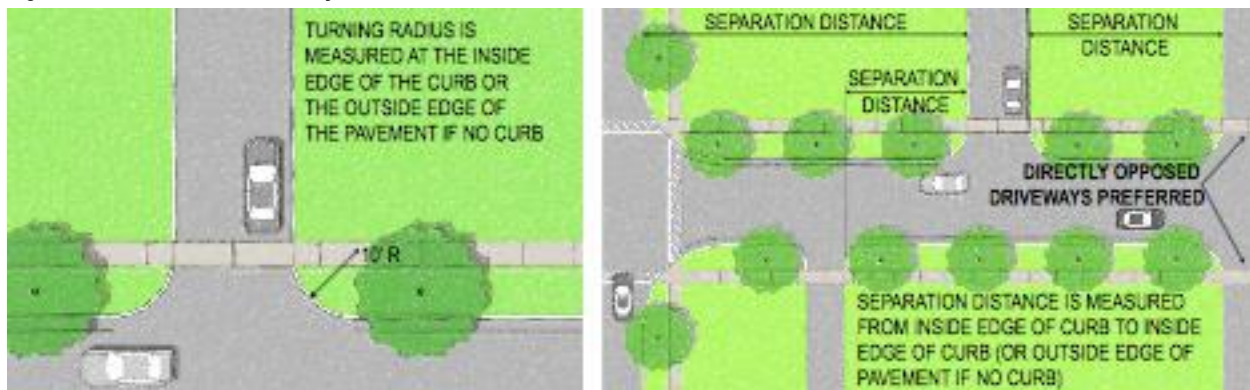 TURNING RADIUS IS
MEASURED AT THE INSIDE
EDGE OF THE CURB OR
THE OUTSIDE EDGE OF
THE PAVEMENT IF NO CURB
10' R
SEPARATION DISTANCE
SEPARATION
DISTANCE
SEPARATION
DISTANCE
DIRECTLY OPPOSED
DRIVEWAYS PREFERRED
SEPARATION DISTANCE IS MEASURED
FROM INSIDE EDGE OF CURB TO INSIDE
EDGE OF CURB (OR OUTSIDE EDGE OF
PAVEMENT IF NO CURB)